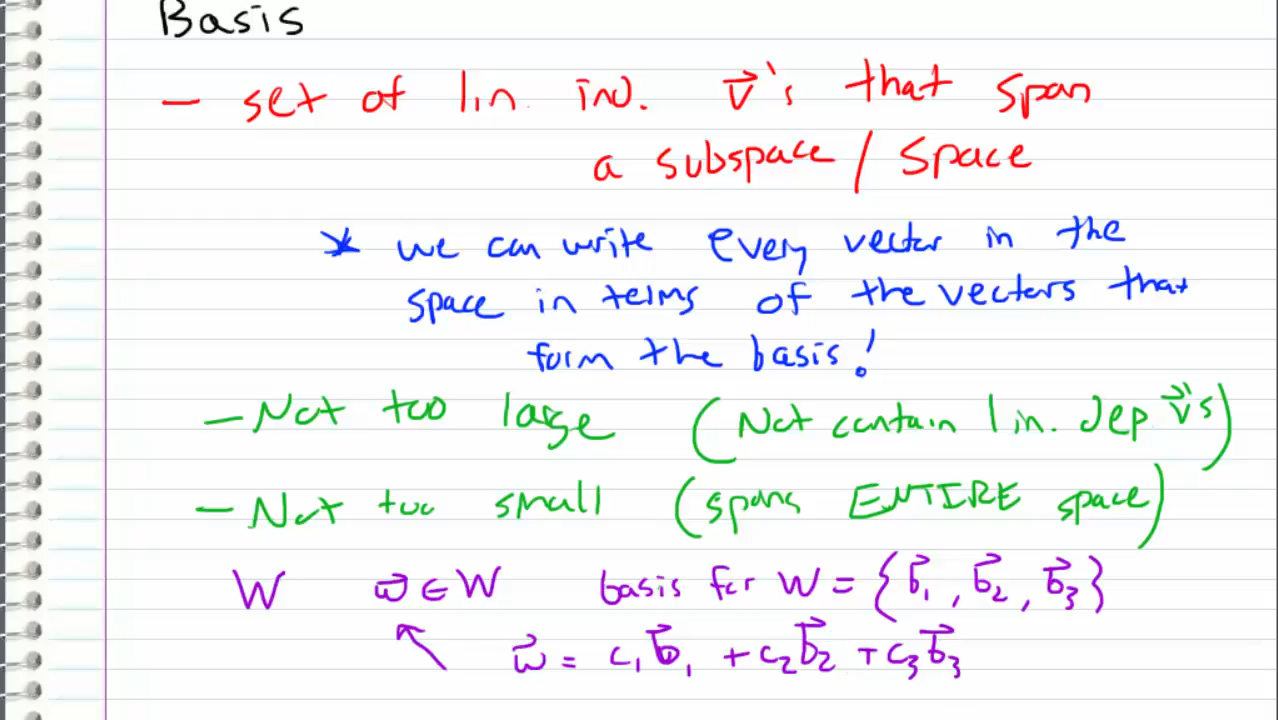 Basis
- set of lin. ind. v⃗'s that span
a subspace / space
* we can write every vector in the
space in terms of the vectors that
form the basis!
- Not too large (Not contain lin. dep v⃗'s)
- Not too small (spans ENTIRE space)
W w⃗ ∈ W basis for W = {b⃗₁, b⃗₂, b⃗₃}
w⃗ = c₁b⃗₁ + c₂b⃗₂ + c₃b⃗₃